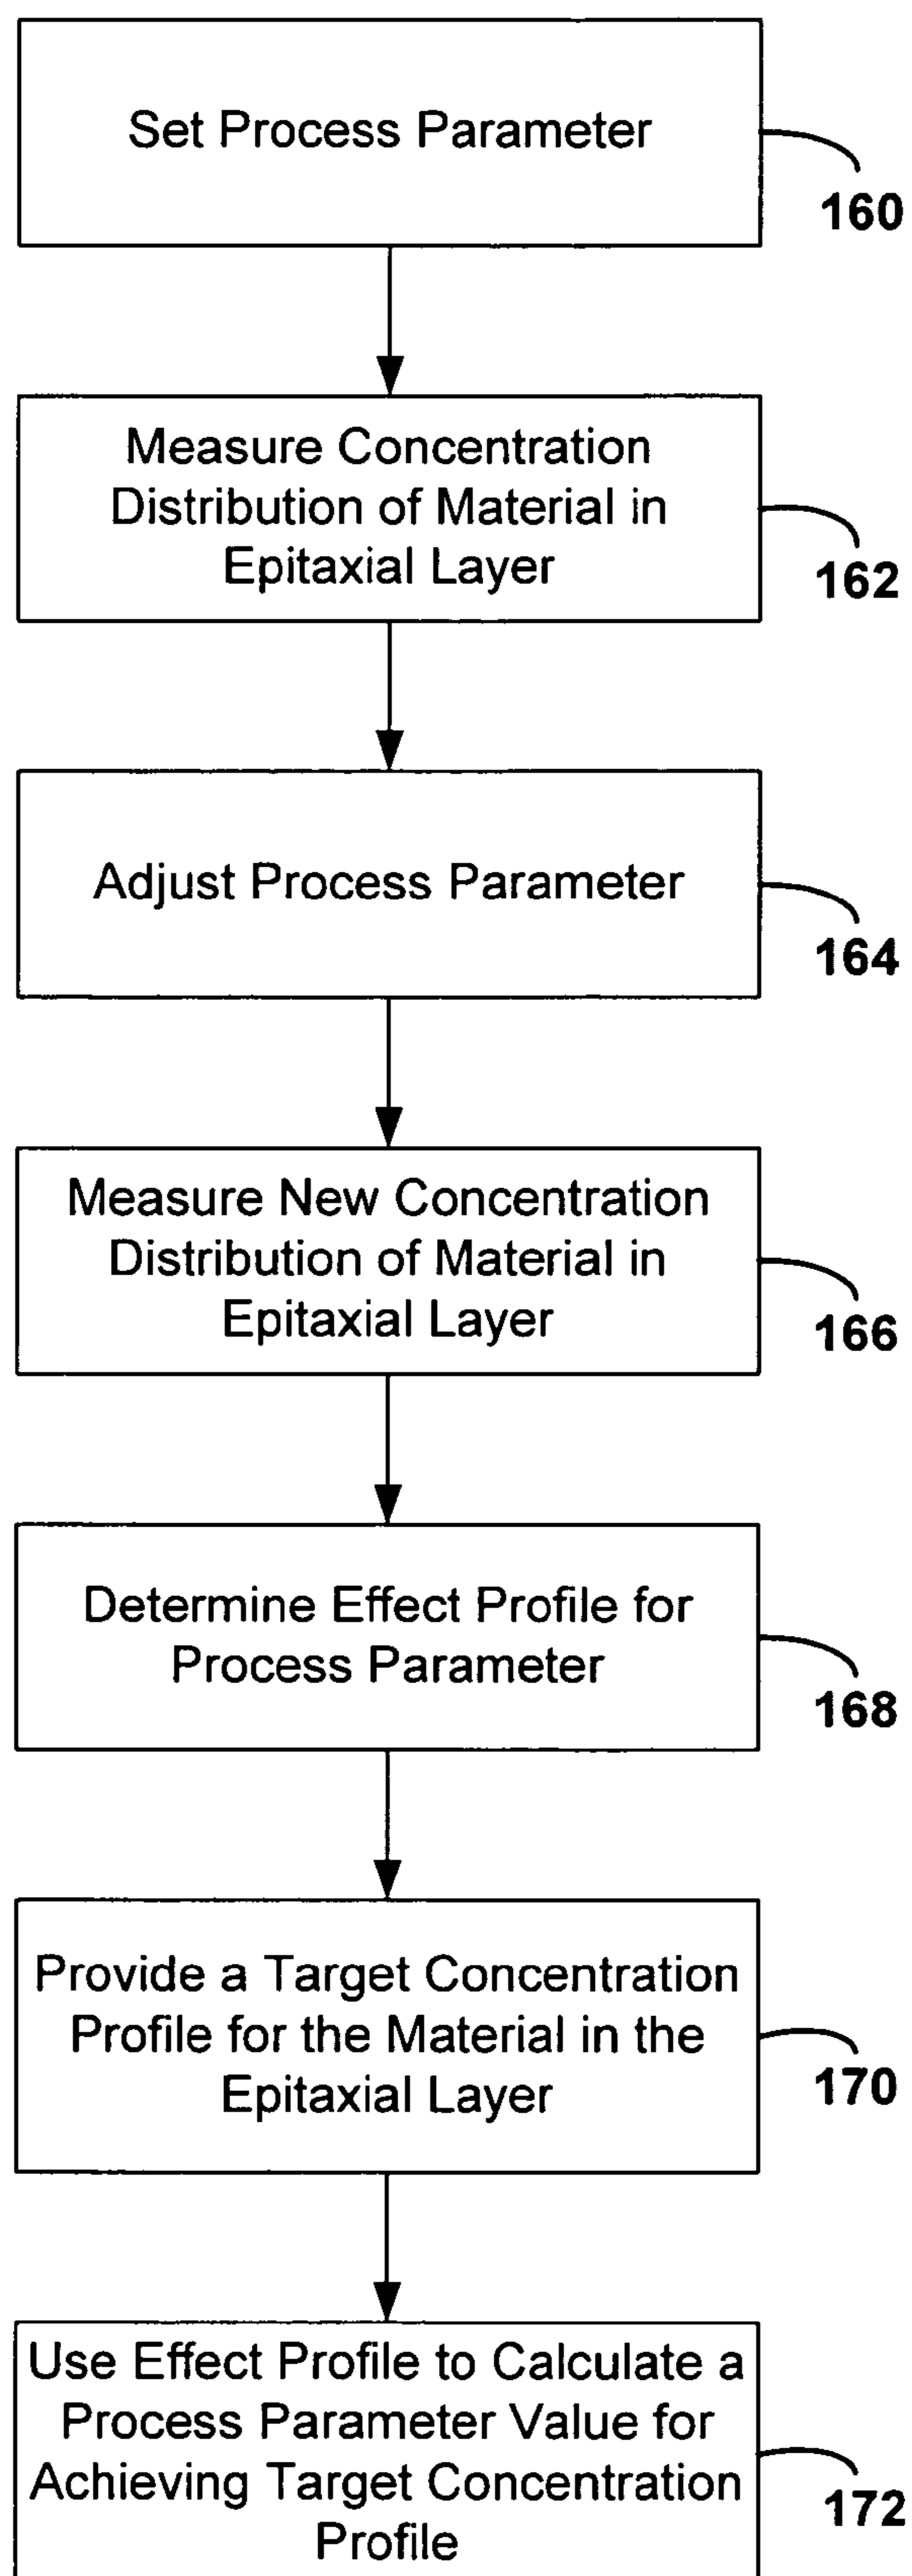 Set Process Parameter
160
Measure Concentration
Distribution of Material in
Epitaxial Layer
162
Adjust Process Parameter
164
Measure New Concentration
Distribution of Material in
Epitaxial Layer
166
Determine Effect Profile for
Process Parameter
168
Provide a Target Concentration
Profile for the Material in the
Epitaxial Layer
170
Use Effect Profile to Calculate a
Process Parameter Value for
Achieving Target Concentration
Profile
172